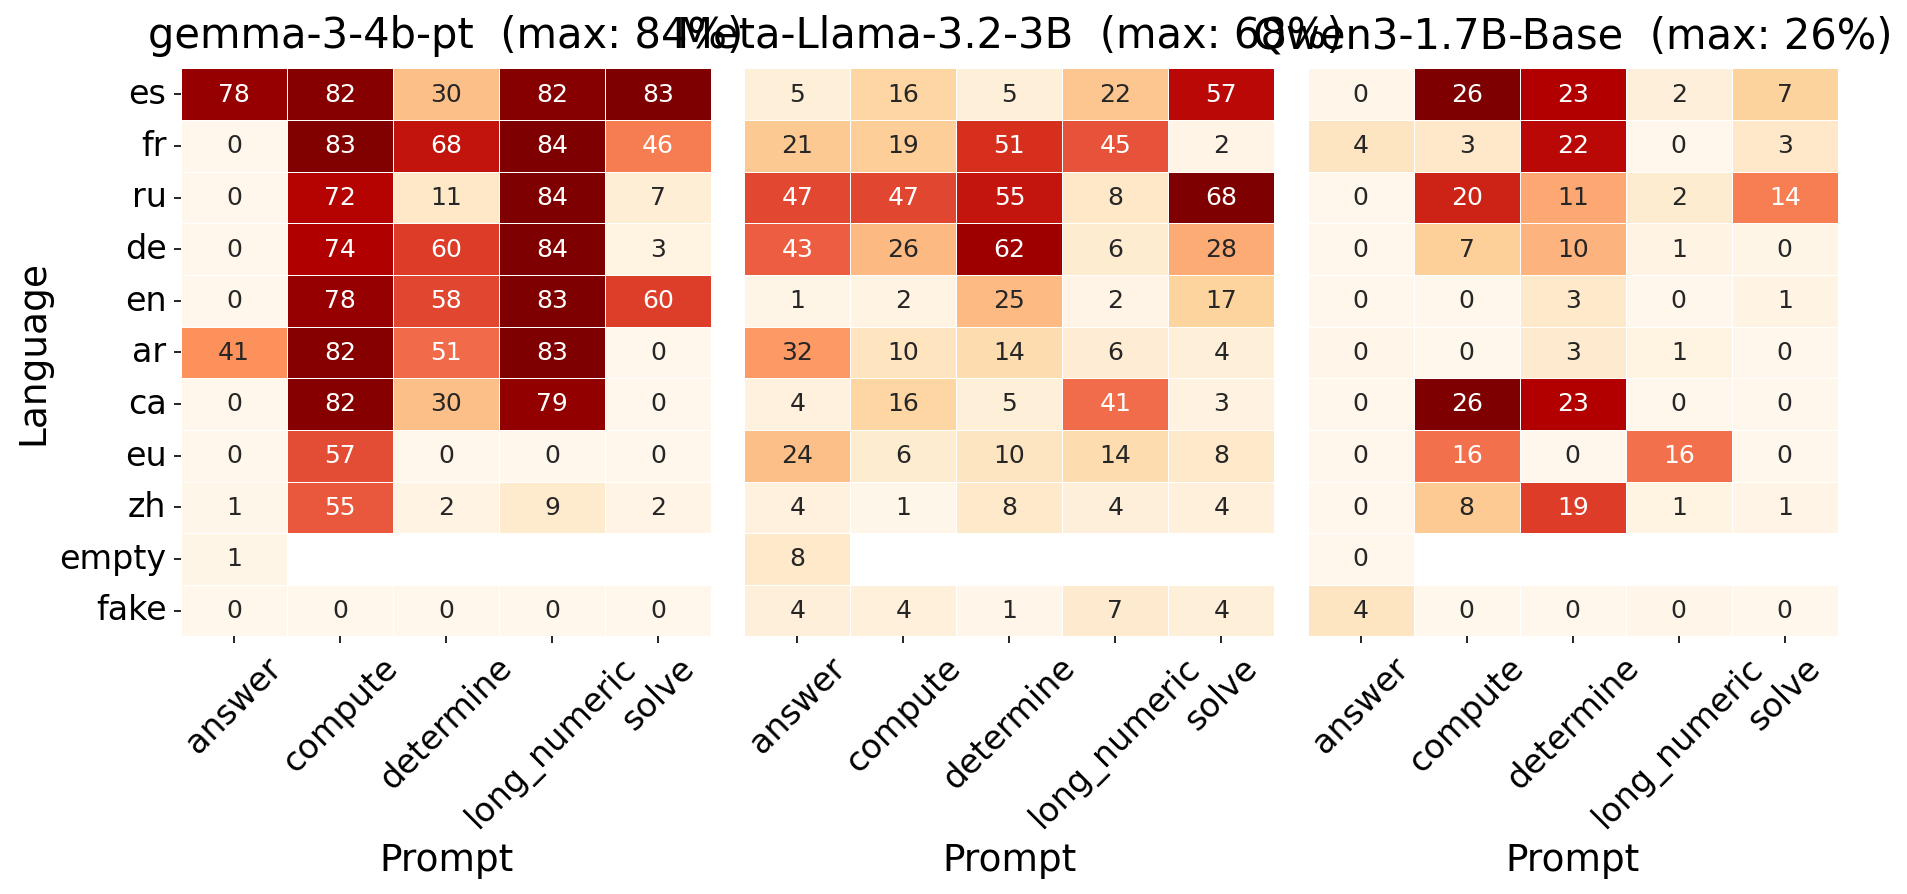 gemma-3-4b-pt (max: 84%)
Meta-Llama-3.2-3B (max: 68%)
Qwen3-1.7B-Base (max: 26%)
Language
es 78 82 30 82 83 5 16 5 22 57 0 26 23 2 7
fr 0 83 68 84 46 21 19 51 45 2 4 3 22 0 3
ru 0 72 11 84 7 47 47 55 8 68 0 20 11 2 14
de 0 74 60 84 3 43 26 62 6 28 0 7 10 1 0
en 0 78 58 83 60 1 2 25 2 17 0 0 3 0 1
ar 41 82 51 83 0 32 10 14 6 4 0 0 3 1 0
ca 0 82 30 79 0 4 16 5 41 3 0 26 23 0 0
eu 0 57 0 0 0 24 6 10 14 8 0 16 0 16 0
zh 1 55 2 9 2 4 1 8 4 4 0 8 19 1 1
empty 1 8 0
fake 0 0 0 0 0 4 4 1 7 4 4 0 0 0 0
answer compute determine long_numeric solve answer compute determine long_numeric solve answer compute determine long_numeric solve
Prompt Prompt Prompt